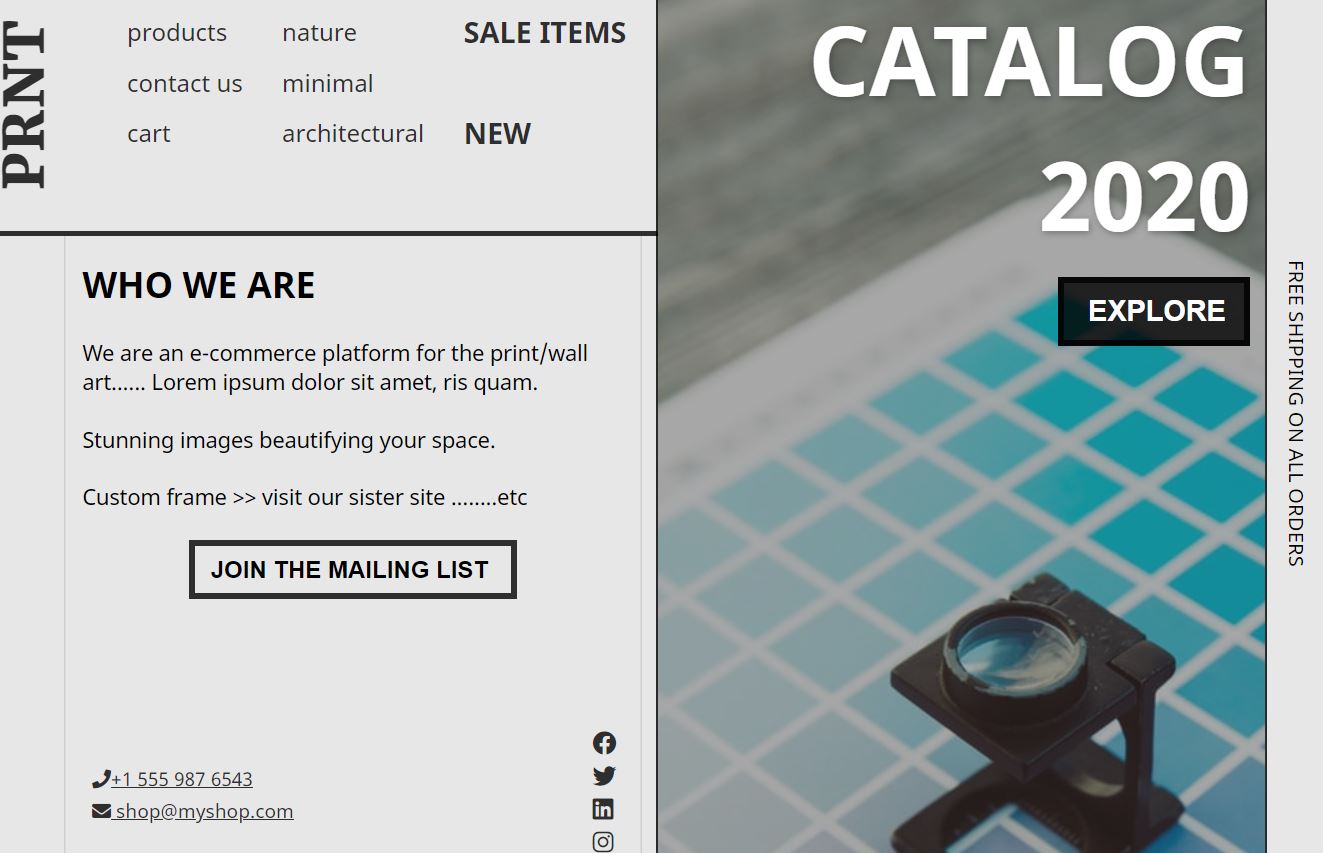 PRNT
products
contact us
cart
nature
minimal
architectural
SALE ITEMS
NEW
WHO WE ARE
We are an e-commerce platform for the print/wall
art...... Lorem ipsum dolor sit amet, ris quam.
Stunning images beautifying your space.
Custom frame >> visit our sister site ........etc
JOIN THE MAILING LIST
+1 555 987 6543
shop@myshop.com
CATALOG
2020
EXPLORE
FREE SHIPPING ON ALL ORDERS